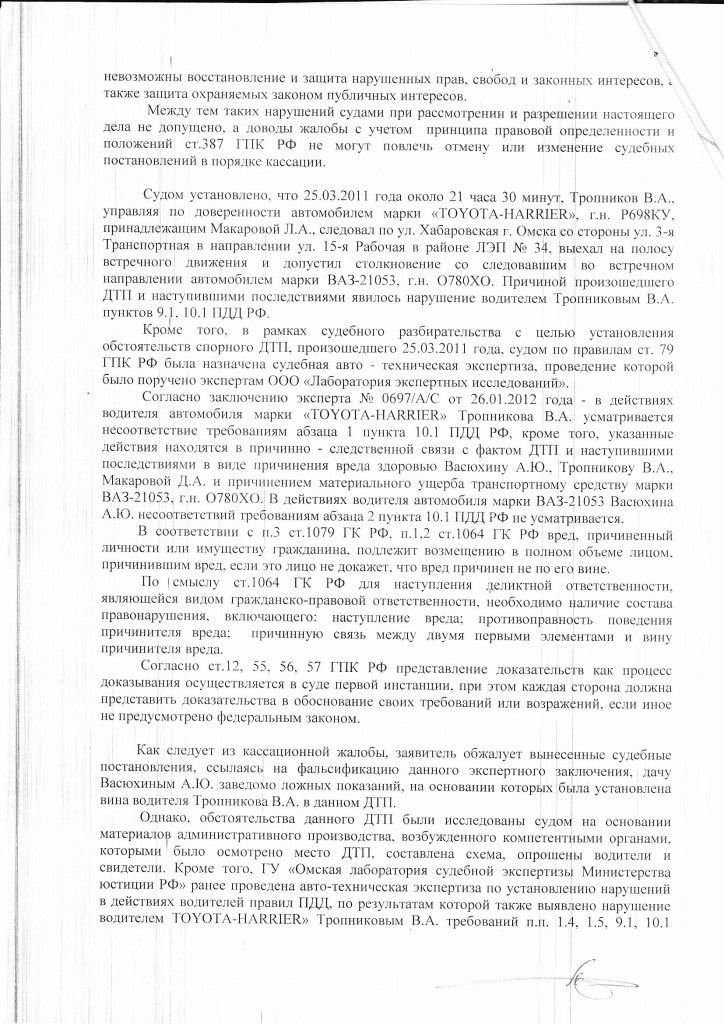 невозможны восстановление и защита нарушенных прав, свобод и законных интересов, а
также защита охраняемых законом публичных интересов.
Между тем таких нарушений судами при рассмотрении и разрешении настоящего
дела не допущено, а доводы жалобы с учетом принципа правовой определенности и
положений ст.387 ГПК РФ не могут повлечь отмену или изменение судебных
постановлений в порядке кассации.
Судом установлено, что 25.03.2011 года около 21 часа 30 минут, Тропников В.А.,
управляя по доверенности автомобилем марки «TOYOTA-HARRIER», г.н. Р698КУ,
принадлежащим Макаровой Л.А., следовал по ул. Хабаровская г. Омска со стороны ул. 3-я
Транспортная в направлении ул. 15-я Рабочая в районе ЛЭП № 34, выехал на полосу
встречного движения и допустил столкновение со следовавшим во встречном
направлении автомобилем марки ВАЗ-21053, г.н. О780ХО. Причиной произошедшего
ДТП и наступившими последствиями явилось нарушение водителем Тропниковым В.А.
пунктов 9.1, 10.1 ПДД РФ.
Кроме того, в рамках судебного разбирательства с целью установления
обстоятельств спорного ДТП, произошедшего 25.03.2011 года, судом по правилам ст. 79
ГПК РФ была назначена судебная авто - техническая экспертиза, проведение которой
было поручено экспертам ООО «Лаборатория экспертных исследований».
Согласно заключению эксперта № 0697/А/С от 26.01.2012 года - в действиях
водителя автомобиля марки «TOYOTA-HARRIER» Тропникова В.А. усматривается
несоответствие требованиям абзаца 1 пункта 10.1 ПДД РФ, кроме того, указанные
действия находятся в причинно - следственной связи с фактом ДТП и наступившими
последствиями в виде причинения вреда здоровью Васюхину А.Ю., Тропникову В.А.,
Макаровой Д.А. и причинением материального ущерба транспортному средству марки
ВАЗ-21053, г.н. О780ХО. В действиях водителя автомобиля марки ВАЗ-21053 Васюхина
А.Ю. несоответствий требованиям абзаца 2 пункта 10.1 ПДД РФ не усматривается.
В соответствии с п.3 ст.1079 ГК РФ, п.1,2 ст.1064 ГК РФ вред, причиненный
личности или имуществу гражданина, подлежит возмещению в полном объеме лицом,
причинившим вред, если это лицо не докажет, что вред причинен не по его вине.
По смыслу ст.1064 ГК РФ для наступления деликтной ответственности,
являющейся видом гражданско-правовой ответственности, необходимо наличие состава
правонарушения, включающего: наступление вреда; противоправность поведения
причинителя вреда; причинную связь между двумя первыми элементами и вину
причинителя вреда.
Согласно ст.12, 55, 56, 57 ГПК РФ представление доказательств как процесс
доказывания осуществляется в суде первой инстанции, при этом каждая сторона должна
представить доказательства в обоснование своих требований или возражений, если иное
не предусмотрено федеральным законом.
Как следует из кассационной жалобы, заявитель обжалует вынесенные судебные
постановления, ссылаясь на фальсификацию данного экспертного заключения, дачу
Васюхиным А.Ю. заведомо ложных показаний, на основании которых была установлена
вина водителя Тропникова В.А. в данном ДТП.
Однако, обстоятельства данного ДТП были исследованы судом на основании
материалов административного производства, возбужденного компетентными органами,
которыми было осмотрено место ДТП, составлена схема, опрошены водители и
свидетели. Кроме того, ГУ «Омская лаборатория судебной экспертизы Министерства
юстиции РФ» ранее проведена авто-техническая экспертиза по установлению нарушений
в действиях водителей правил ПДД, по результатам которой также выявлено нарушение
водителем TOYOTA-HARRIER» Тропниковым В.А. требований п.п. 1.4, 1.5, 9.1, 10.1